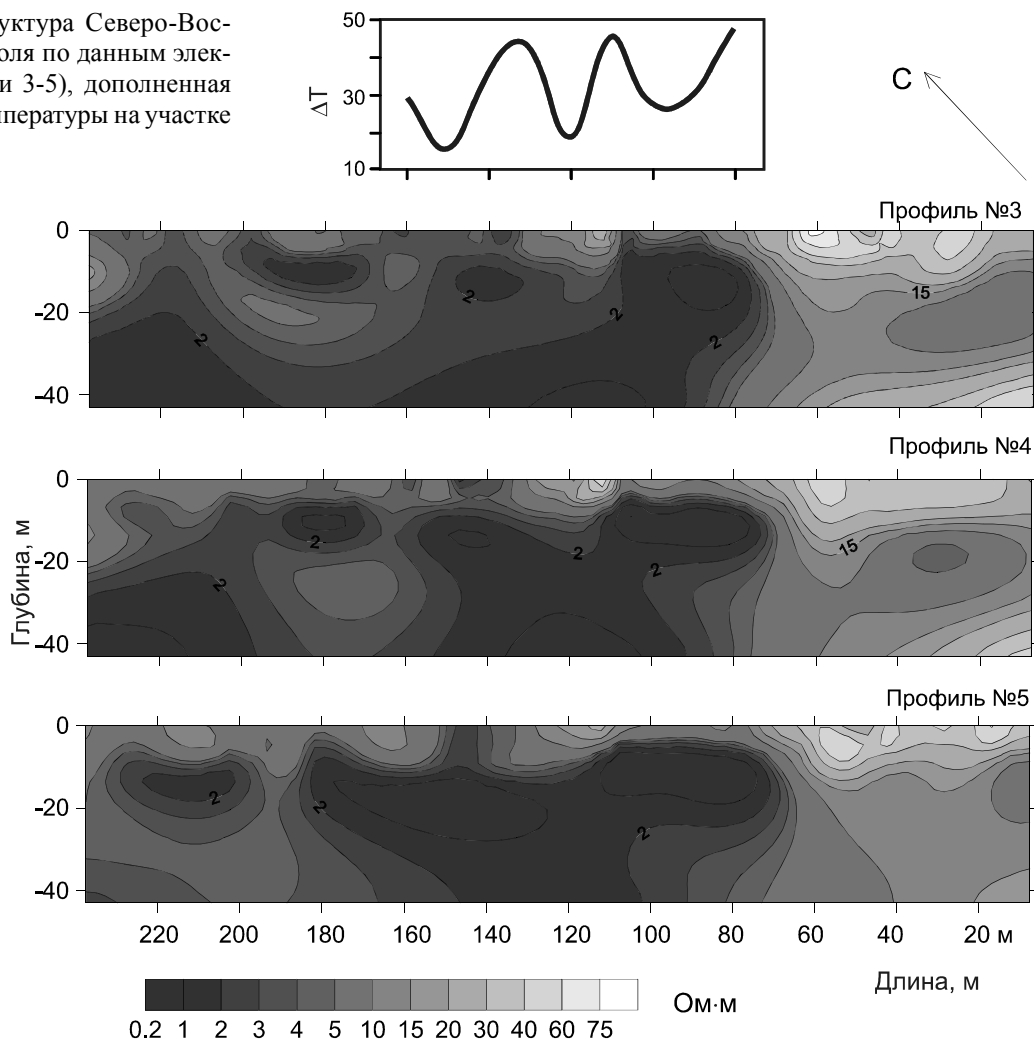 уктура Северо-Вос-
оля по данным элек-
и 3-5), дополненная
пературы на участке
50
30
10
ΔT
С
Профиль №3
0
-20
-40
2
2
2
2
15
Профиль №4
0
-20
-40
Глубина, м
2
2
2
2
15
Профиль №5
0
-20
-40
2
2
2
220 200 180 160 140 120 100 80 60 40 20 м
Длина, м
0.2 1 2 3 4 5 10 15 20 30 40 60 75
Ом·м